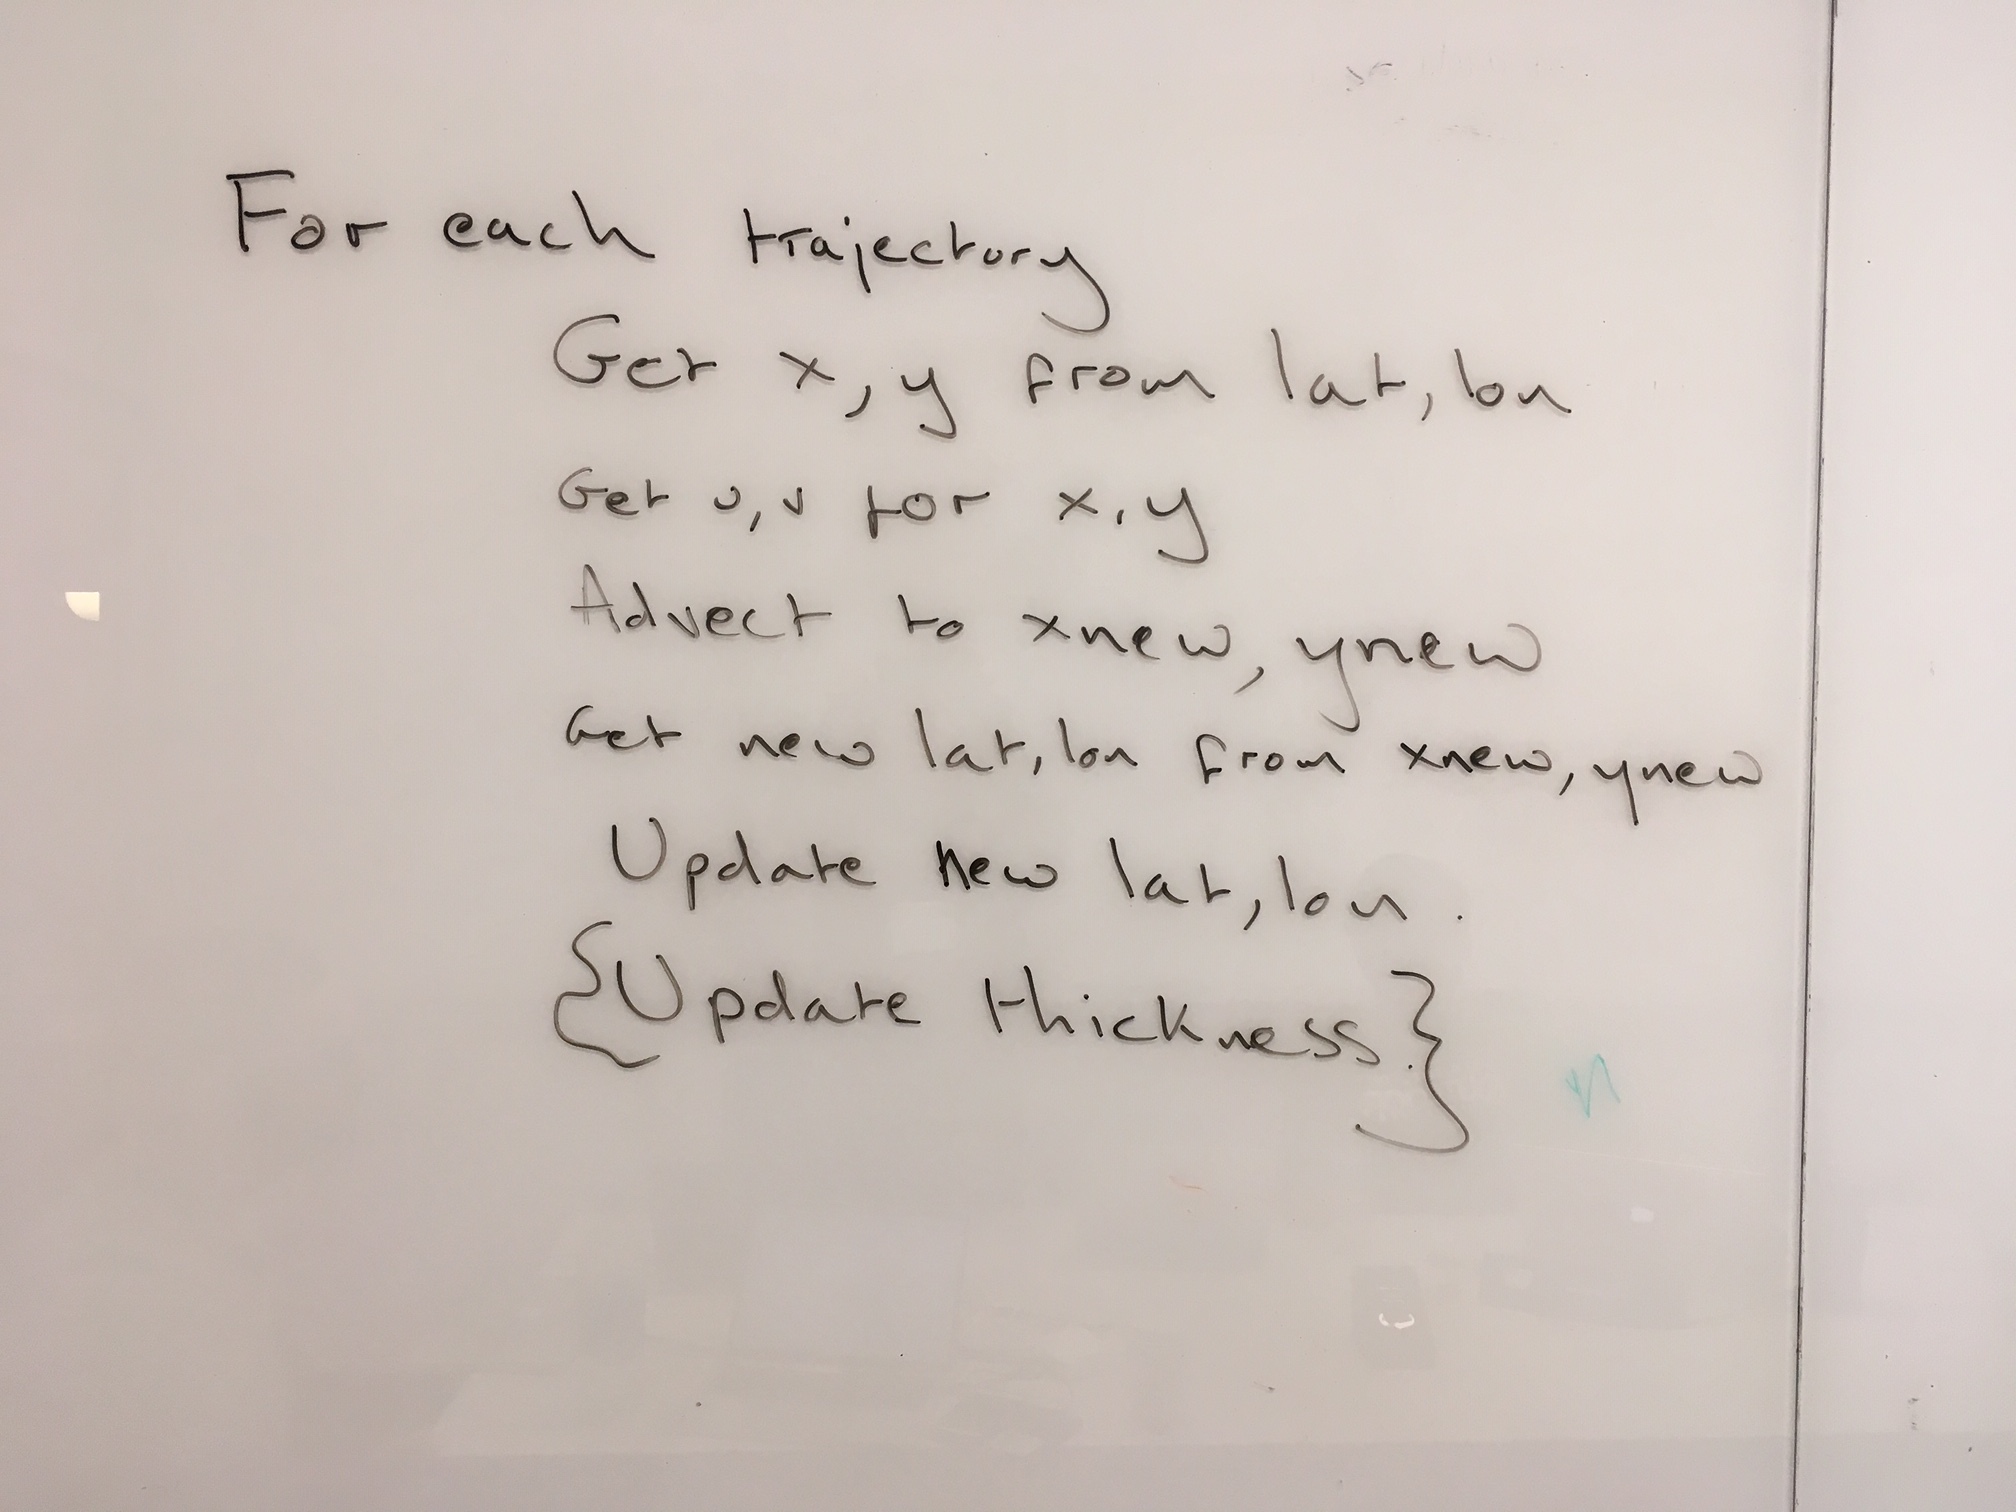 For each trajectory
Get x, y from lat, lon
Get u, v for x, y
Advect to xnew, ynew
Get new lat, lon from xnew, ynew
Update new lat, lon.
{Update thickness.}